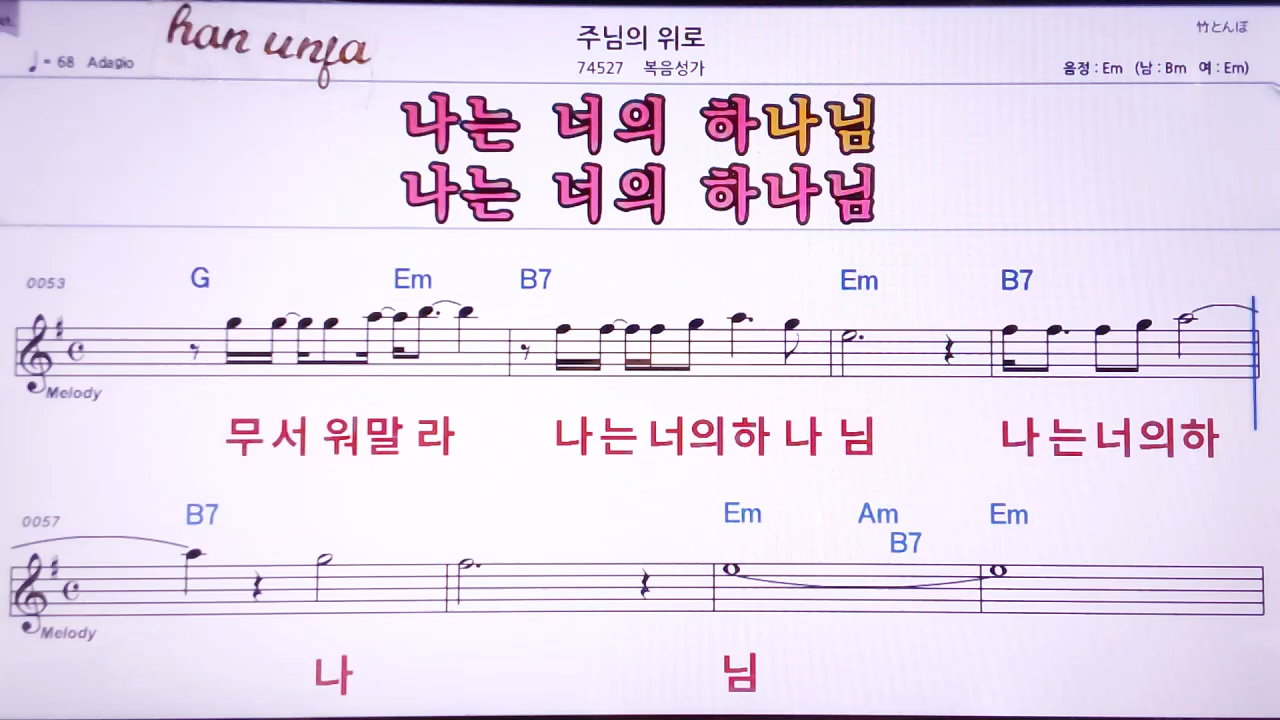 han unfa
주님의 위로
竹とんぼ
♩= 68 Adagio
74527 복음성가
음정 : Em (남 : Bm 여 : Em)
나는 너의 하나님
나는 너의 하나님
0053 G Em B7 Em B7
Melody
무서워말라 나는너의하나님 나는너의하
0057 B7 Em Am Em
B7
Melody
나 님